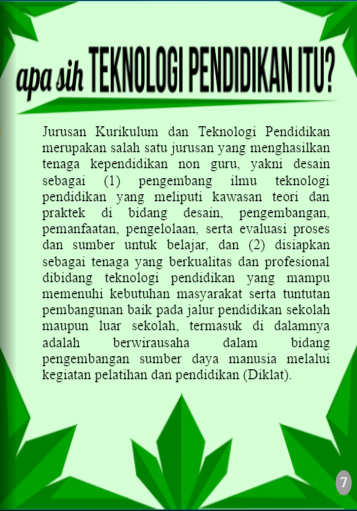 apa sih TEKNOLOGI PENDIDIKAN ITU?
Jurusan Kurikulum dan Teknologi Pendidikan
merupakan salah satu jurusan yang menghasilkan
tenaga kependidikan non guru, yakni desain
sebagai (1) pengembang ilmu teknologi
pendidikan yang meliputi kawasan teori dan
praktek di bidang desain, pengembangan,
pemanfaatan, pengelolaan, serta evaluasi proses
dan sumber untuk belajar, dan (2) disiapkan
sebagai tenaga yang berkualitas dan profesional
dibidang teknologi pendidikan yang mampu
memenuhi kebutuhan masyarakat serta tuntutan
pembangunan baik pada jalur pendidikan sekolah
maupun luar sekolah, termasuk di dalamnya
adalah berwirausaha dalam bidang
pengembangan sumber daya manusia melalui
kegiatan pelatihan dan pendidikan (Diklat).
7